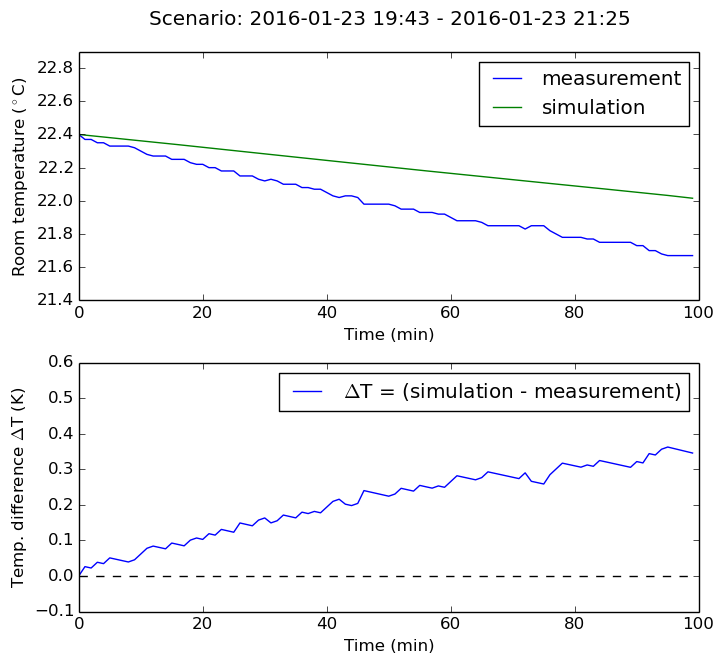 Scenario: 2016-01-23 19:43 - 2016-01-23 21:25
22.8
22.6
22.4
22.2
22.0
21.8
21.6
21.4
Room temperature (°C)
measurement
simulation
0 20 40 60 80 100
Time (min)
0.6
0.5
0.4
0.3
0.2
0.1
0.0
−0.1
Temp. difference ΔT (K)
ΔT = (simulation - measurement)
0 20 40 60 80 100
Time (min)